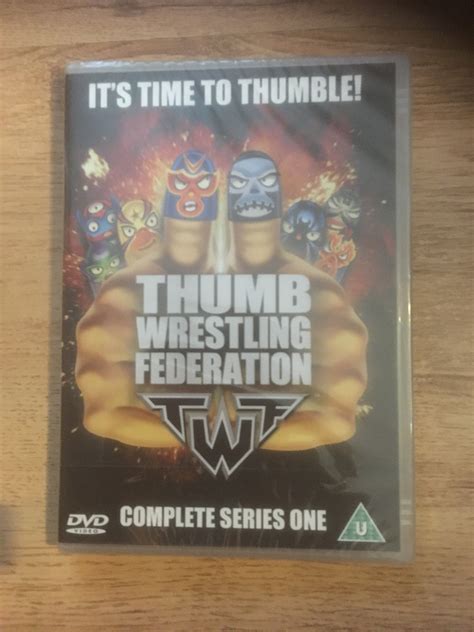 IT'S TIME TO THUMBLE!
THUMB
WRESTLING
FEDERATION
TWF
DVD
VIDEO
COMPLETE SERIES ONE
U